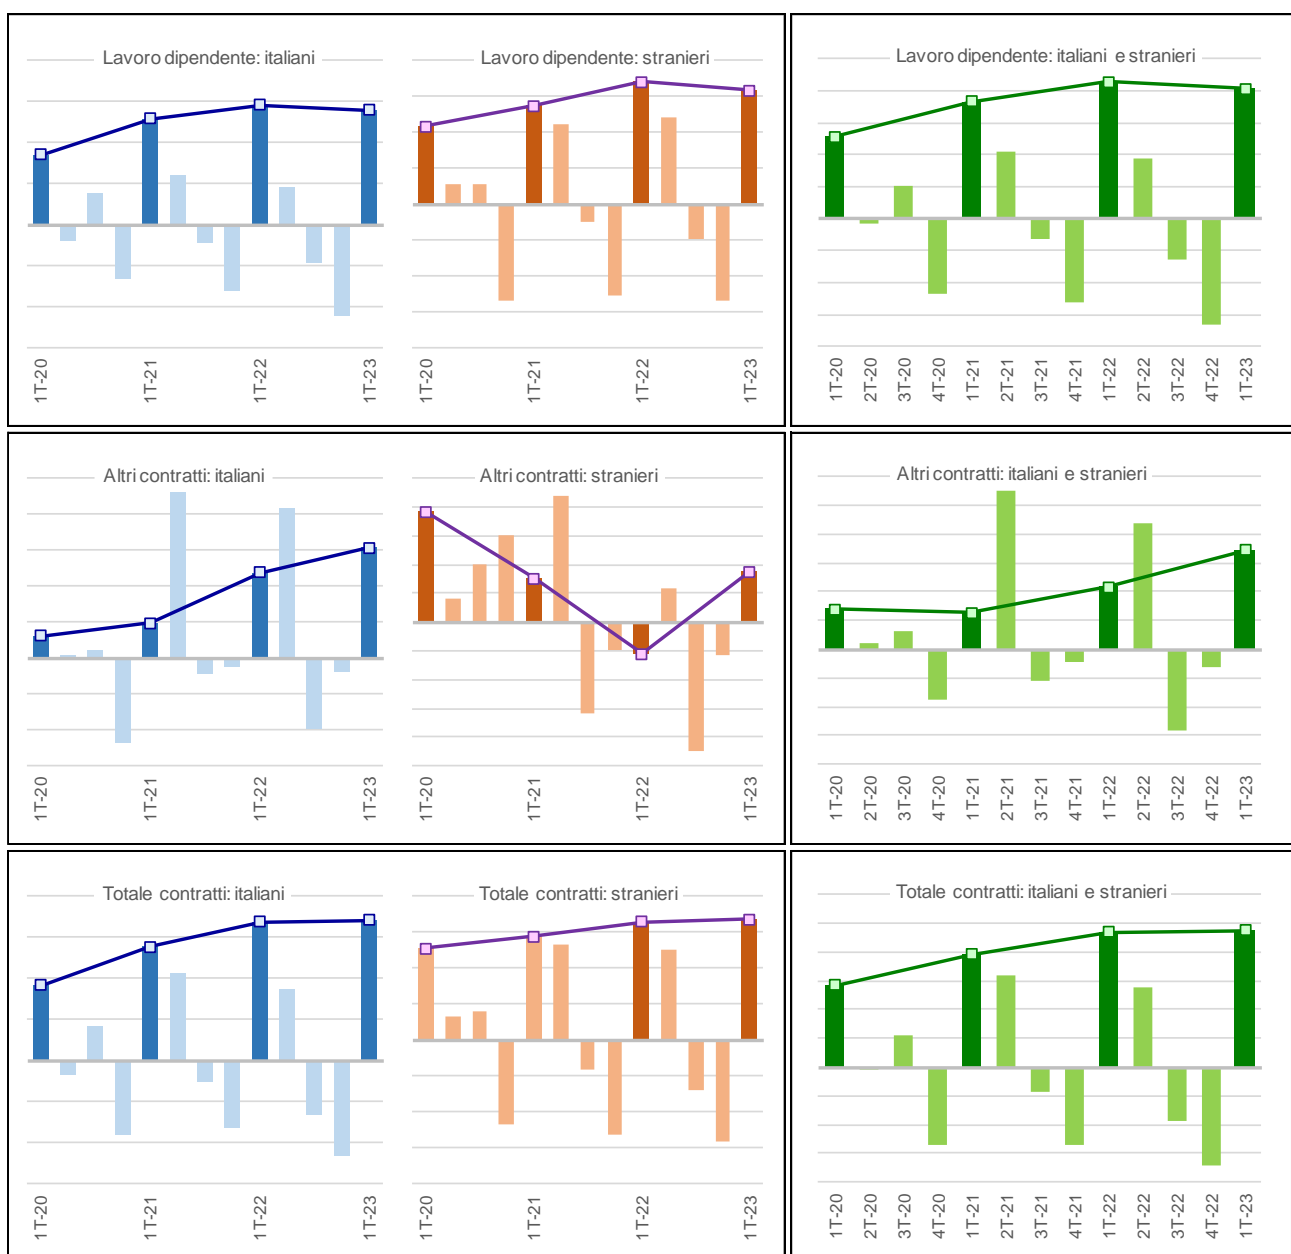 Lavoro dipendente: italiani
1T-20
1T-21
1T-22
1T-23
Lavoro dipendente: stranieri
1T-20
1T-21
1T-22
1T-23
Lavoro dipendente: italiani e stranieri
1T-20
2T-20
3T-20
4T-20
1T-21
2T-21
3T-21
4T-21
1T-22
2T-22
3T-22
4T-22
1T-23
Altri contratti: italiani
1T-20
1T-21
1T-22
1T-23
Altri contratti: stranieri
1T-20
1T-21
1T-22
1T-23
Altri contratti: italiani e stranieri
1T-20
2T-20
3T-20
4T-20
1T-21
2T-21
3T-21
4T-21
1T-22
2T-22
3T-22
4T-22
1T-23
Totale contratti: italiani
1T-20
1T-21
1T-22
1T-23
Totale contratti: stranieri
1T-20
1T-21
1T-22
1T-23
Totale contratti: italiani e stranieri
1T-20
2T-20
3T-20
4T-20
1T-21
2T-21
3T-21
4T-21
1T-22
2T-22
3T-22
4T-22
1T-23